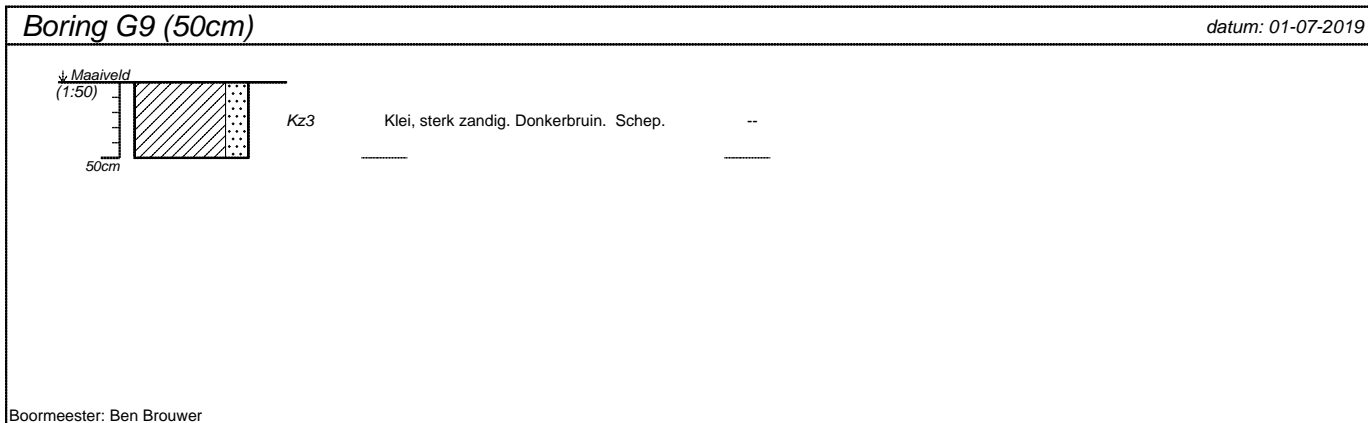 Boring G9 (50cm)
datum: 01-07-2019
Maaiveld
(1:50)
Kz3 Klei, sterk zandig. Donkerbruin. Schep. --
50cm
Boormeester: Ben Brouwer